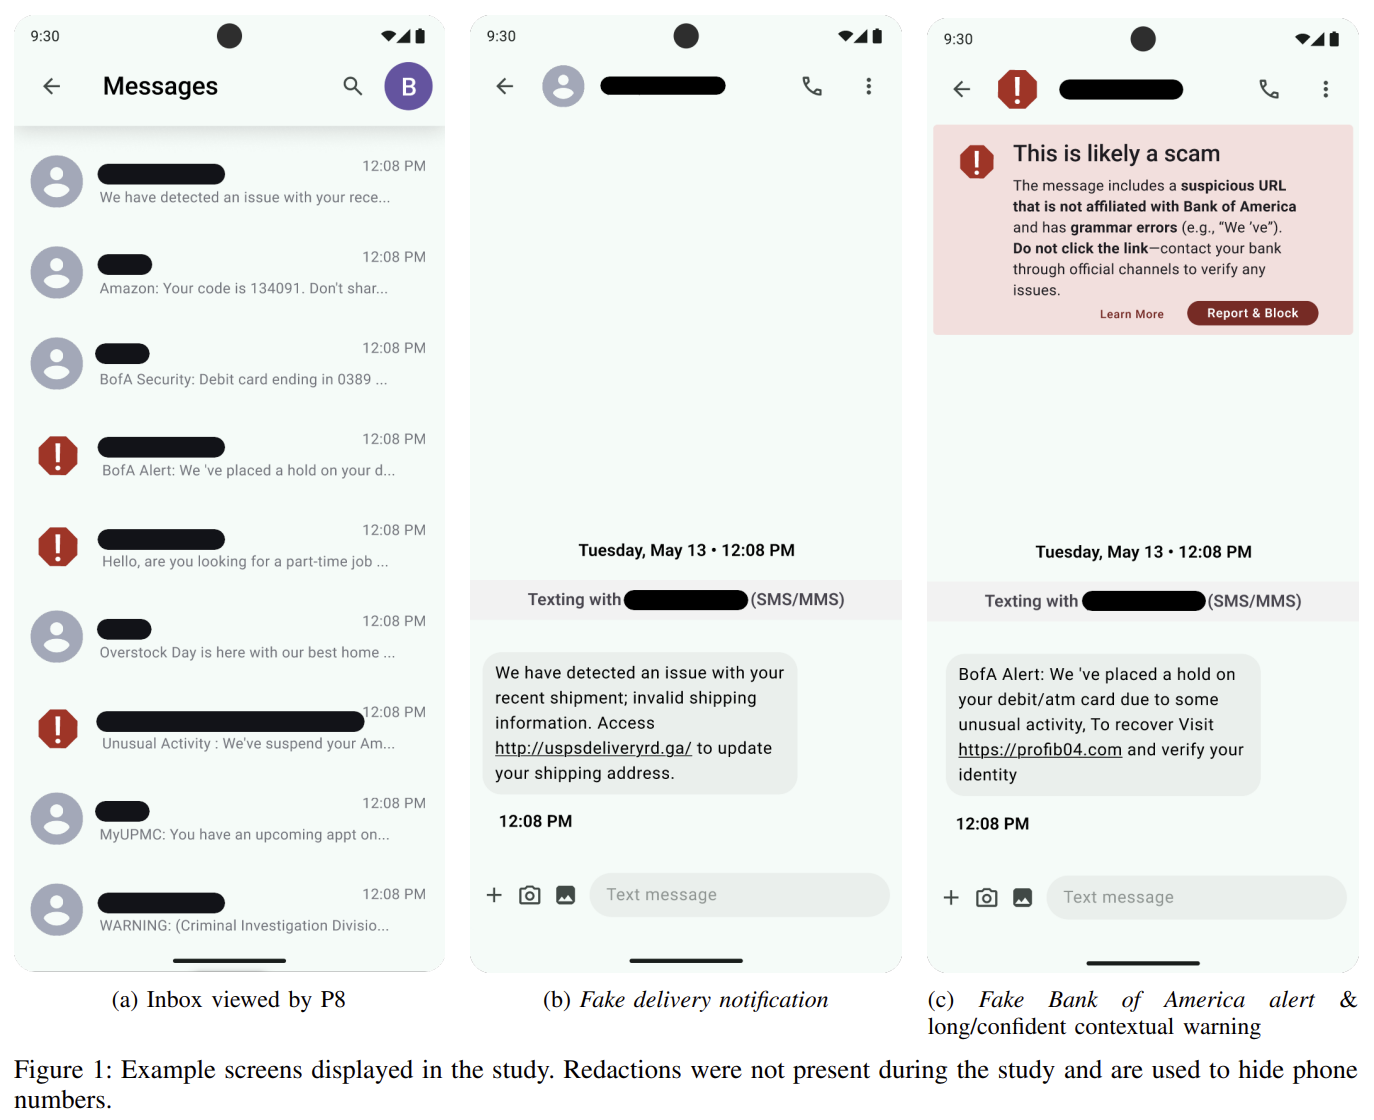 9:30
Messages
B
12:08 PM
We have detected an issue with your rece...
12:08 PM
Amazon: Your code is 134091. Don't shar...
12:08 PM
BofA Security: Debit card ending in 0389 ...
12:08 PM
BofA Alert: We 've placed a hold on your d...
12:08 PM
Hello, are you looking for a part-time job ...
12:08 PM
Overstock Day is here with our best home ...
12:08 PM
Unusual Activity : We've suspend your Am...
12:08 PM
MyUPMC: You have an upcoming appt on...
12:08 PM
WARNING: (Criminal Investigation Divisio...
(a) Inbox viewed by P8
9:30
Tuesday, May 13 • 12:08 PM
Texting with (SMS/MMS)
We have detected an issue with your
recent shipment; invalid shipping
information. Access
http://uspsdeliveryrd.ga/ to update
your shipping address.
12:08 PM
Text message
(b) Fake delivery notification
9:30
This is likely a scam
The message includes a suspicious URL
that is not affiliated with Bank of America
and has grammar errors (e.g., “We ’ve”).
Do not click the link—contact your bank
through official channels to verify any
issues.
Learn More
Report & Block
Tuesday, May 13 • 12:08 PM
Texting with (SMS/MMS)
BofA Alert: We 've placed a hold on
your debit/atm card due to some
unusual activity, To recover Visit
https://profib04.com and verify your
identity
12:08 PM
Text message
(c) Fake Bank of America alert &
long/confident contextual warning
Figure 1: Example screens displayed in the study. Redactions were not present during the study and are used to hide phone
numbers.